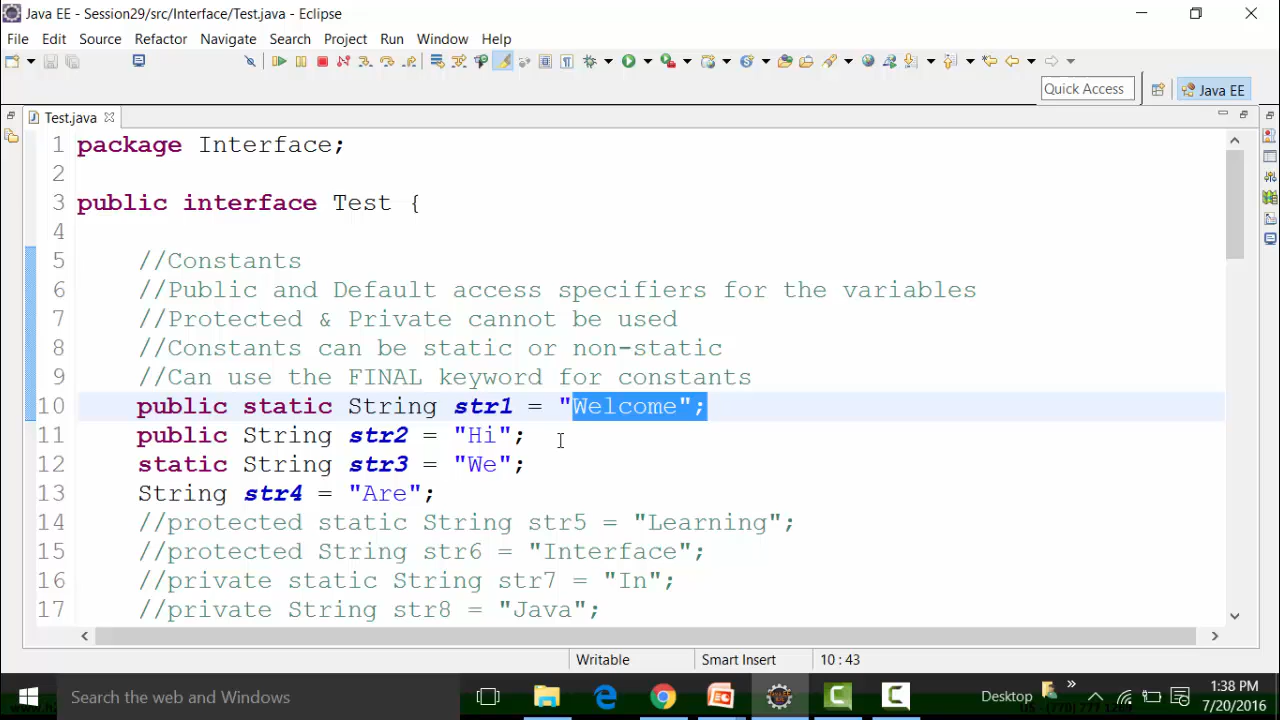 Java EE - Session29/src/Interface/Test.java - Eclipse
File Edit Source Refactor Navigate Search Project Run Window Help
Quick Access
Java EE
Test.java
1 package Interface;
2
3 public interface Test {
4
5 //Constants
6 //Public and Default access specifiers for the variables
7 //Protected & Private cannot be used
8 //Constants can be static or non-static
9 //Can use the FINAL keyword for constants
10 public static String str1 = "Welcome";
11 public String str2 = "Hi";
12 static String str3 = "We";
13 String str4 = "Are";
14 //protected static String str5 = "Learning";
15 //protected String str6 = "Interface";
16 //private static String str7 = "In";
17 //private String str8 = "Java";
Writable Smart Insert 10 : 43
Search the web and Windows
Desktop
1:38 PM
7/20/2016